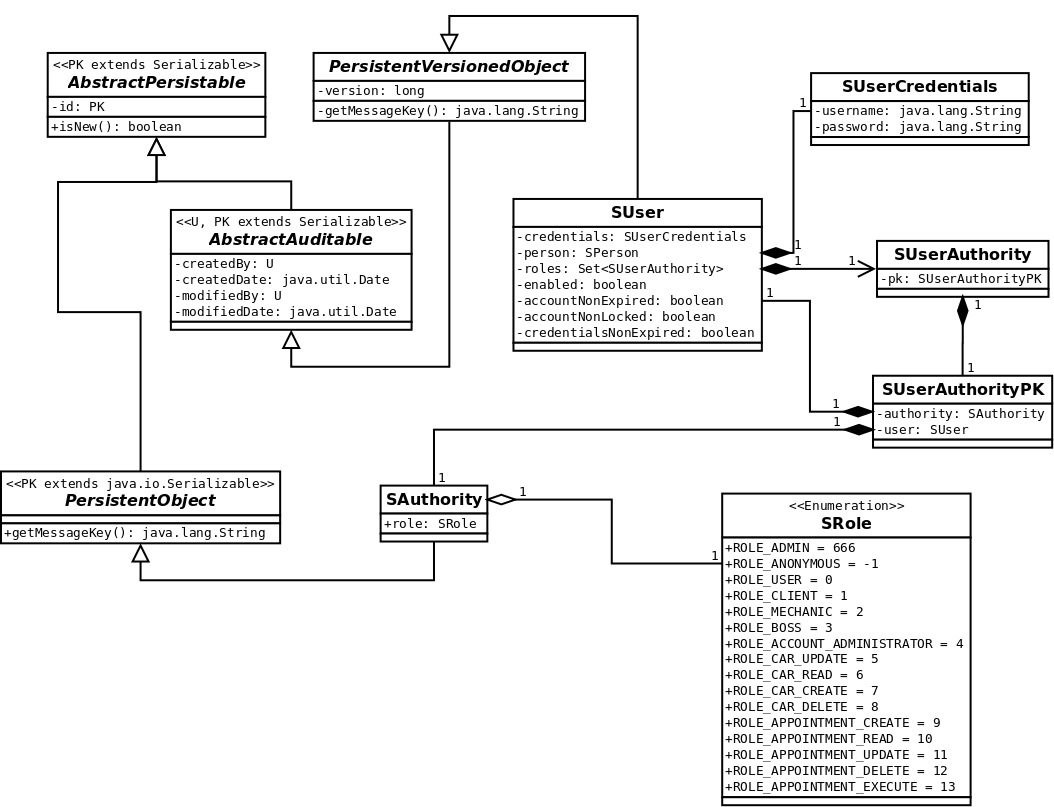 <<PK extends Serializable>>
AbstractPersistable
-id: PK
+isNew(): boolean
PersistentVersionedObject
-version: long
-getMessageKey(): java.lang.String
SUserCredentials
-username: java.lang.String
-password: java.lang.String
1
<<U, PK extends Serializable>>
AbstractAuditable
-createdBy: U
-createdDate: java.util.Date
-modifiedBy: U
-modifiedDate: java.util.Date
SUser
-credentials: SUserCredentials
-person: SPerson
-roles: Set<SUserAuthority>
-enabled: boolean
-accountNonExpired: boolean
-accountNonLocked: boolean
-credentialsNonExpired: boolean
1
1
1
1
SUserAuthority
-pk: SUserAuthorityPK
1
1
SUserAuthorityPK
-authority: SAuthority
-user: SUser
1
1
<<PK extends java.io.Serializable>>
PersistentObject
+getMessageKey(): java.lang.String
1
SAuthority
+role: SRole
1
1
<<Enumeration>>
SRole
+ROLE_ADMIN = 666
+ROLE_ANONYMOUS = -1
+ROLE_USER = 0
+ROLE_CLIENT = 1
+ROLE_MECHANIC = 2
+ROLE_BOSS = 3
+ROLE_ACCOUNT_ADMINISTRATOR = 4
+ROLE_CAR_UPDATE = 5
+ROLE_CAR_READ = 6
+ROLE_CAR_CREATE = 7
+ROLE_CAR_DELETE = 8
+ROLE_APPOINTMENT_CREATE = 9
+ROLE_APPOINTMENT_READ = 10
+ROLE_APPOINTMENT_UPDATE = 11
+ROLE_APPOINTMENT_DELETE = 12
+ROLE_APPOINTMENT_EXECUTE = 13